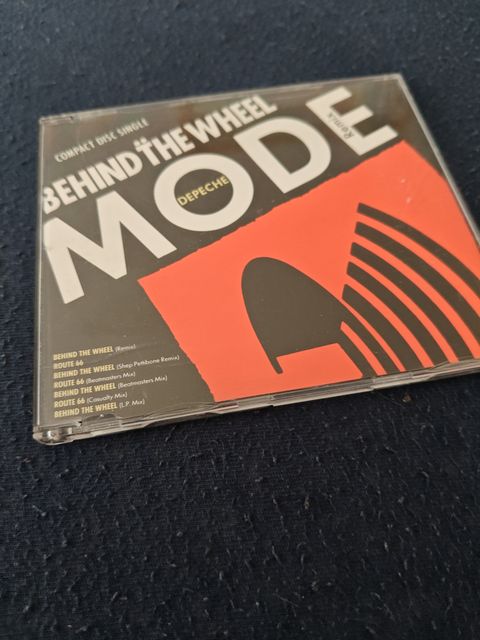 COMPACT DISC SINGLE
BEHIND THE WHEEL
MODE
DEPECHE
Remix
BEHIND THE WHEEL (Remix)
ROUTE 66
BEHIND THE WHEEL (Shep Pettibone Remix)
ROUTE 66 (Beatmasters Mix)
BEHIND THE WHEEL (Beatmasters Mix)
ROUTE 66 (Casualty Mix)
BEHIND THE WHEEL (L.P. Mix)